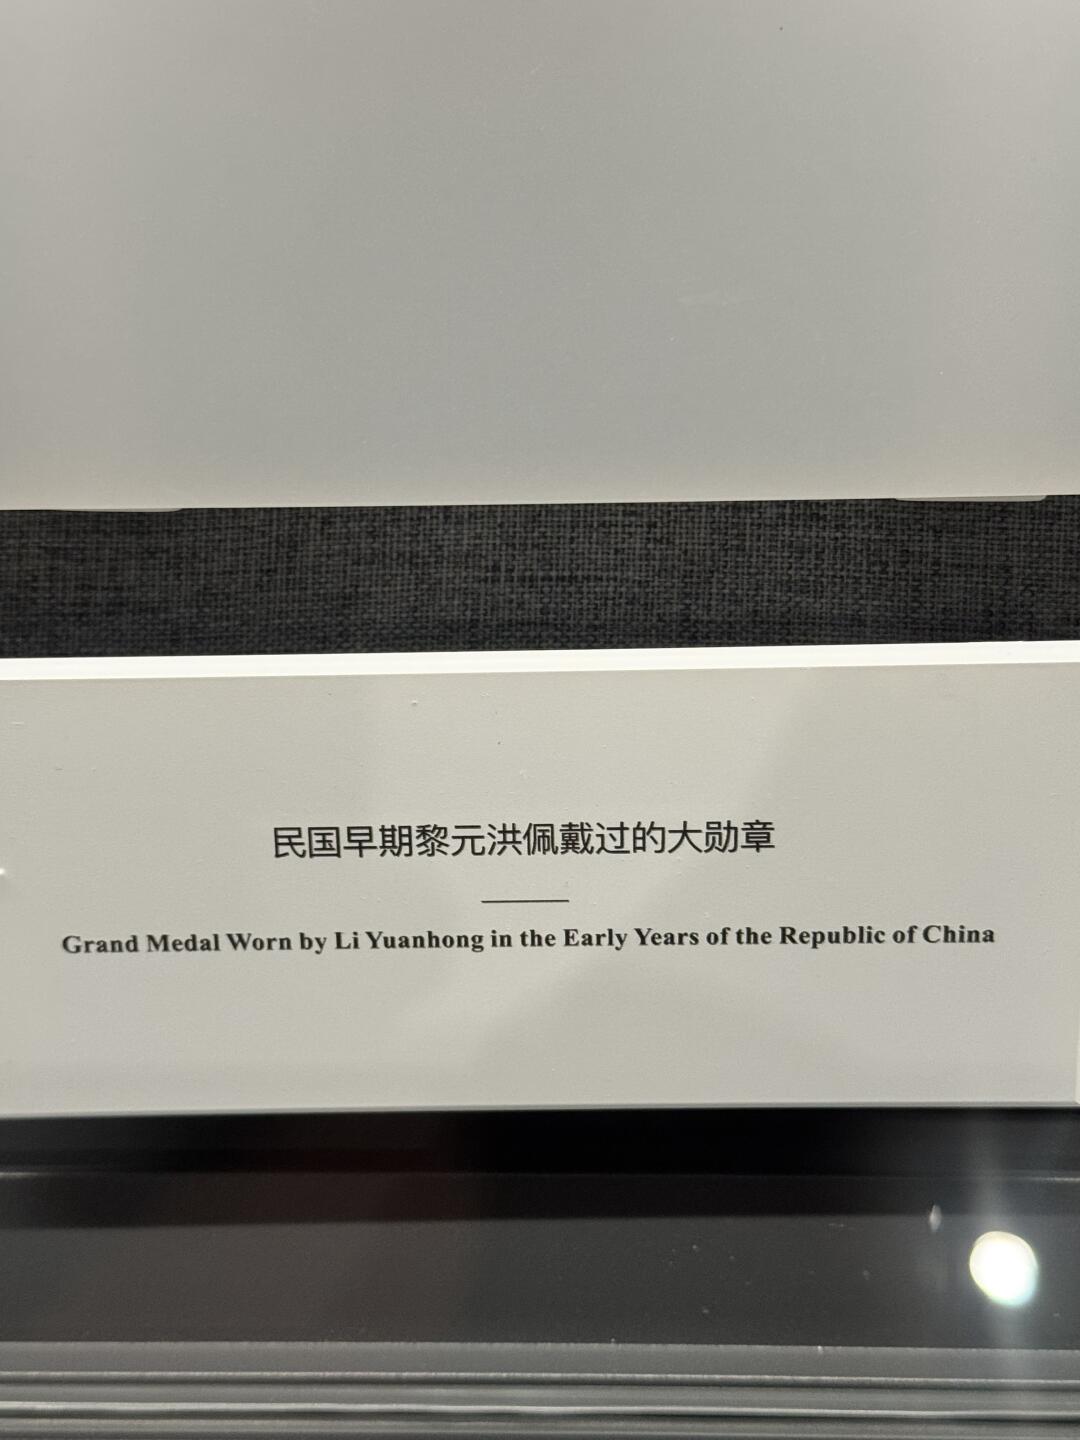 民国早期黎元洪佩戴过的大勋章
Grand Medal Worn by Li Yuanhong in the Early Years of the Republic of China